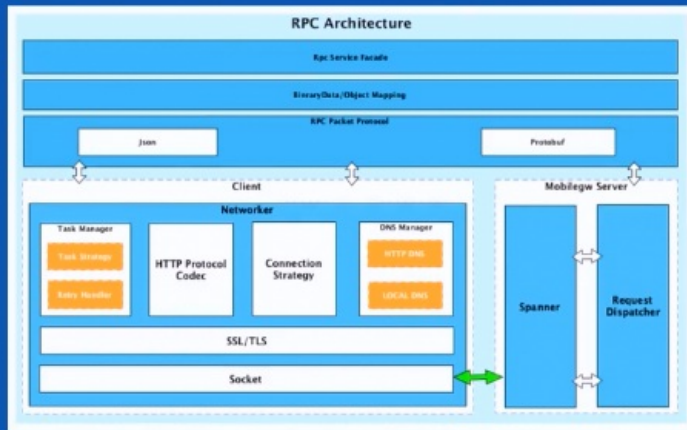 RPC Architecture
Rpc Service Facade
BinaryData/Object Mapping
RPC Packet Protocol
Json
Protobuf
Client
Mobilegw Server
Networker
Task Manager
Task Strategy
Retry Handler
HTTP Protocol
Codec
Connection
Strategy
DNS Manager
HTTP DNS
LOCAL DNS
SSL/TLS
Socket
Spanner
Request
Dispatcher